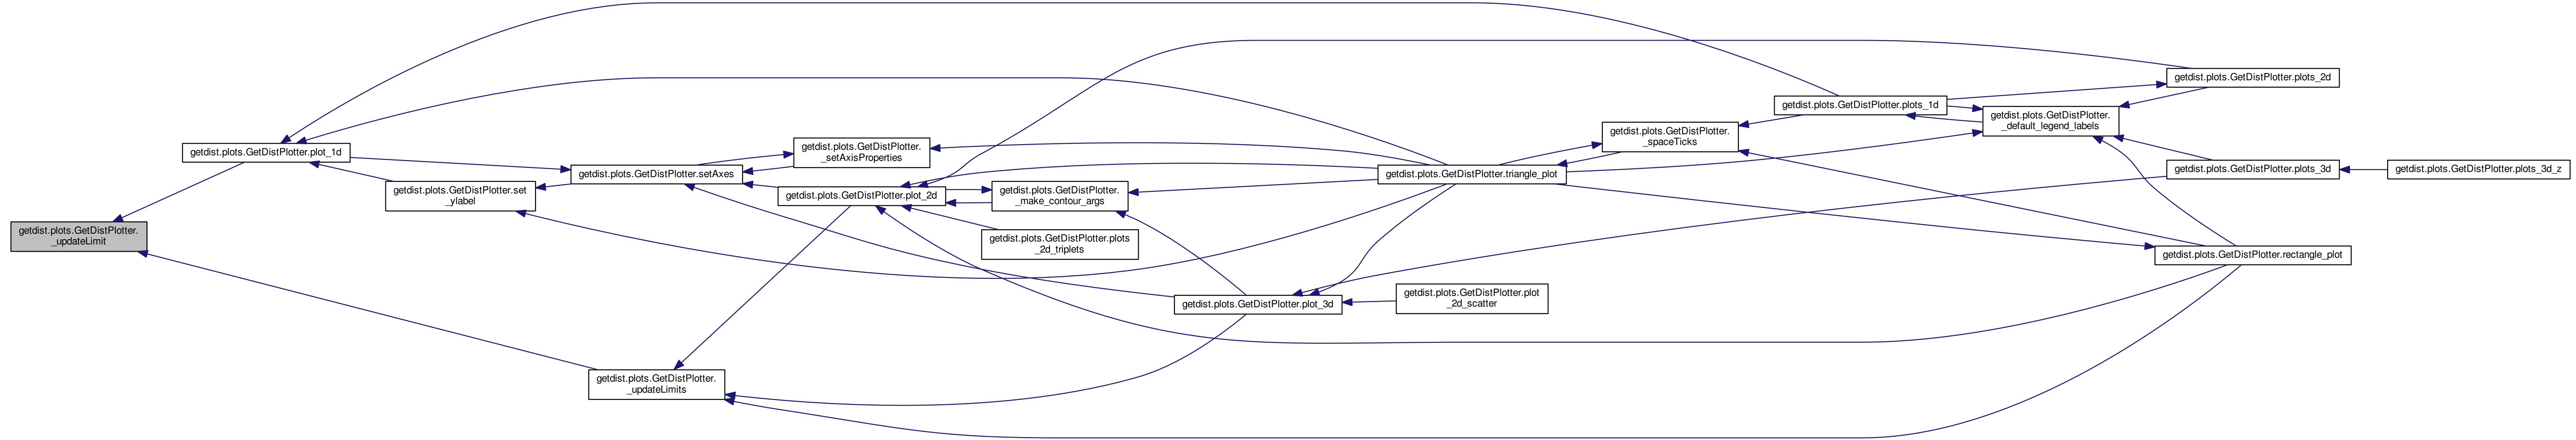 getdist.plots.GetDistPlotter.
_updateLimit
getdist.plots.GetDistPlotter.plot_1d
getdist.plots.GetDistPlotter.set
_ylabel
getdist.plots.GetDistPlotter.setAxes
getdist.plots.GetDistPlotter.
_updateLimits
getdist.plots.GetDistPlotter.
_setAxisProperties
getdist.plots.GetDistPlotter.plot_2d
getdist.plots.GetDistPlotter.
_make_contour_args
getdist.plots.GetDistPlotter.plots
_2d_triplets
getdist.plots.GetDistPlotter.plot_3d
getdist.plots.GetDistPlotter.triangle_plot
getdist.plots.GetDistPlotter.plot
_2d_scatter
getdist.plots.GetDistPlotter.
_spaceTicks
getdist.plots.GetDistPlotter.plots_1d
getdist.plots.GetDistPlotter.
_default_legend_labels
getdist.plots.GetDistPlotter.plots_2d
getdist.plots.GetDistPlotter.plots_3d
getdist.plots.GetDistPlotter.rectangle_plot
getdist.plots.GetDistPlotter.plots_3d_z